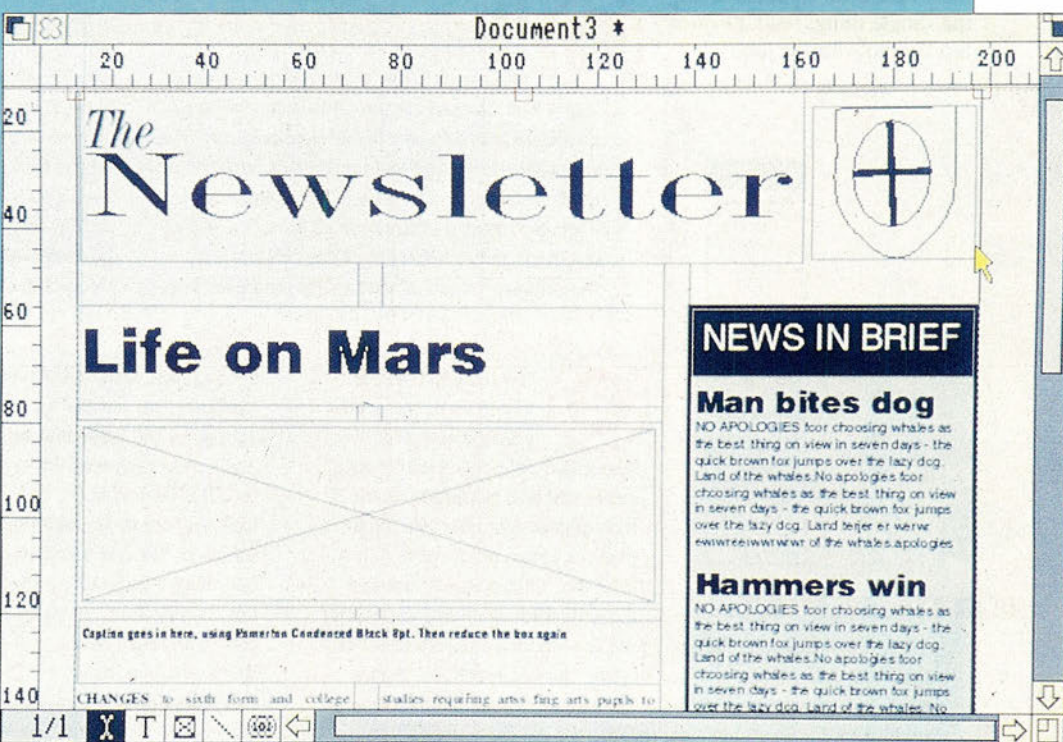 Document3 *
20 40 60 80 100 120 140 160 180 200
20
40
60
80
100
120
140
The
Newsletter
Life on Mars
Caption goes in here, using Homerton Condensed Black 8pt. Then reduce the box again
CHANGES to sixth form and college
studies requiring artss fing arts pupils to
NEWS IN BRIEF
Man bites dog
NO APOLOGIES foor choosing whales as
the best thing on view in seven days - the
quick brown fox jumps over the lazy dog.
Land of the whales.No apologies foor
choosing whales as the best thing on view
in seven days - the quick brown fox jumps
over the lazy dog. Land terjer er werwr
of the whales.apologies
Hammers win
NO APOLOGIES foor choosing whales as
the best thing on view in seven days - the
quick brown fox jumps over the lazy dog.
Land of the whales.No apologies foor
choosing whales as the best thing on view
in seven days - the quick brown fox jumps
over the lazy dog. Land of the whales. No
1/1 T